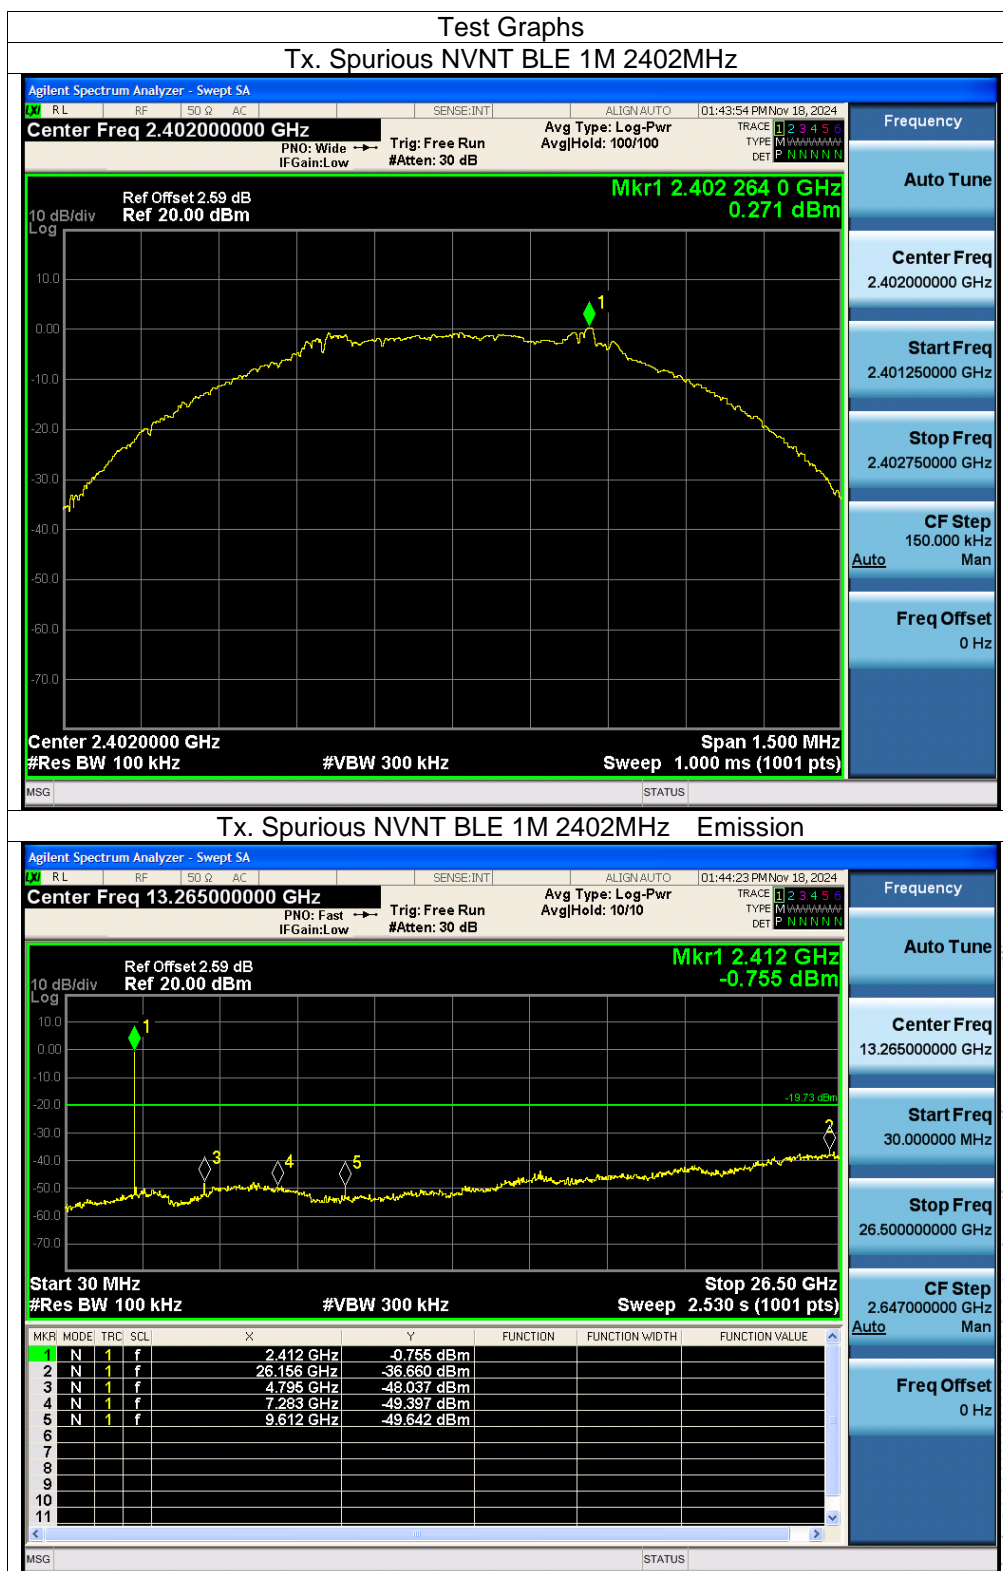 Test Graphs
Tx. Spurious NVNT BLE 1M 2402MHz
Agilent Spectrum Analyzer - Swept SA
LXI RL RF 50 Ω AC SENSE:INT ALIGN AUTO 01:43:54 PM Nov 18, 2024
Center Freq 2.402000000 GHz
PNO: Wide
IFGain:Low
Trig: Free Run
#Atten: 30 dB
Avg Type: Log-Pwr
Avg|Hold: 100/100
TRACE 1 2 3 4 5 6
TYPE M WWWWW
DET P N N N N N
Frequency
Ref Offset 2.59 dB
10 dB/div Ref 20.00 dBm
Log
Mkr1 2.402 264 0 GHz
0.271 dBm
1
10.0
0.00
-10.0
-20.0
-30.0
-40.0
-50.0
-60.0
-70.0
Center 2.4020000 GHz Span 1.500 MHz
#Res BW 100 kHz #VBW 300 kHz Sweep 1.000 ms (1001 pts)
MSG STATUS
Auto Tune
Center Freq
2.402000000 GHz
Start Freq
2.401250000 GHz
Stop Freq
2.402750000 GHz
CF Step
150.000 kHz
Auto Man
Freq Offset
0 Hz
Tx. Spurious NVNT BLE 1M 2402MHz Emission
Agilent Spectrum Analyzer - Swept SA
LXI RL RF 50 Ω AC SENSE:INT ALIGN AUTO 01:44:23 PM Nov 18, 2024
Center Freq 13.265000000 GHz
PNO: Fast
IFGain:Low
Trig: Free Run
#Atten: 30 dB
Avg Type: Log-Pwr
Avg|Hold: 10/10
TRACE 1 2 3 4 5 6
TYPE M WWWWW
DET P N N N N N
Frequency
Ref Offset 2.59 dB
10 dB/div Ref 20.00 dBm
Log
Mkr1 2.412 GHz
-0.755 dBm
10.0
0.00
-10.0
-20.0
-30.0
-40.0
-50.0
-60.0
-70.0
1
-19.73 dBm
2
3
4
5
Start 30 MHz Stop 26.50 GHz
#Res BW 100 kHz #VBW 300 kHz Sweep 2.530 s (1001 pts)
MKR MODE TRC SCL X Y FUNCTION FUNCTION WIDTH FUNCTION VALUE
1 N 1 f 2.412 GHz -0.755 dBm
2 N 1 f 26.156 GHz -36.660 dBm
3 N 1 f 4.795 GHz -48.037 dBm
4 N 1 f 7.283 GHz -49.397 dBm
5 N 1 f 9.612 GHz -49.642 dBm
6
7
8
9
10
11
MSG STATUS
Auto Tune
Center Freq
13.265000000 GHz
Start Freq
30.000000 MHz
Stop Freq
26.500000000 GHz
CF Step
2.647000000 GHz
Auto Man
Freq Offset
0 Hz